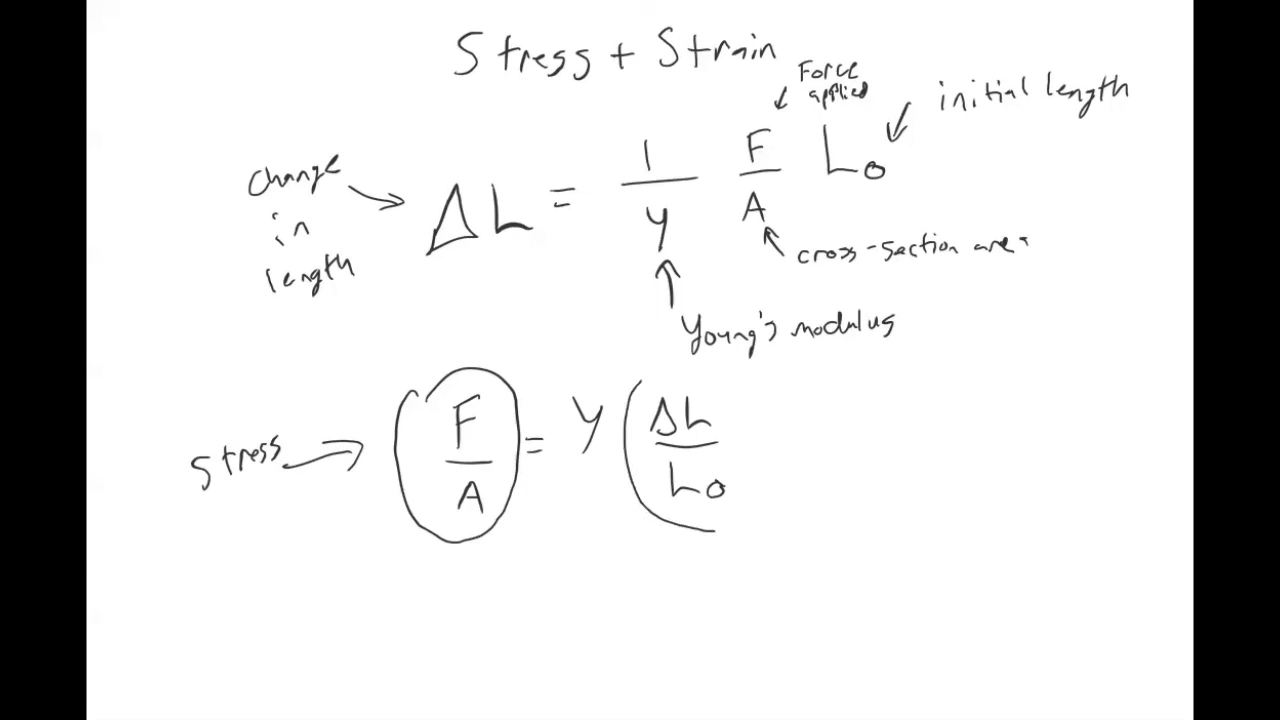 Stress + Strain
Force
applied
initial length
change
in
length
ΔL = 1/Y F/A L₀
cross-section area
Young's modulus
stress
F/A = Y (ΔL/L₀